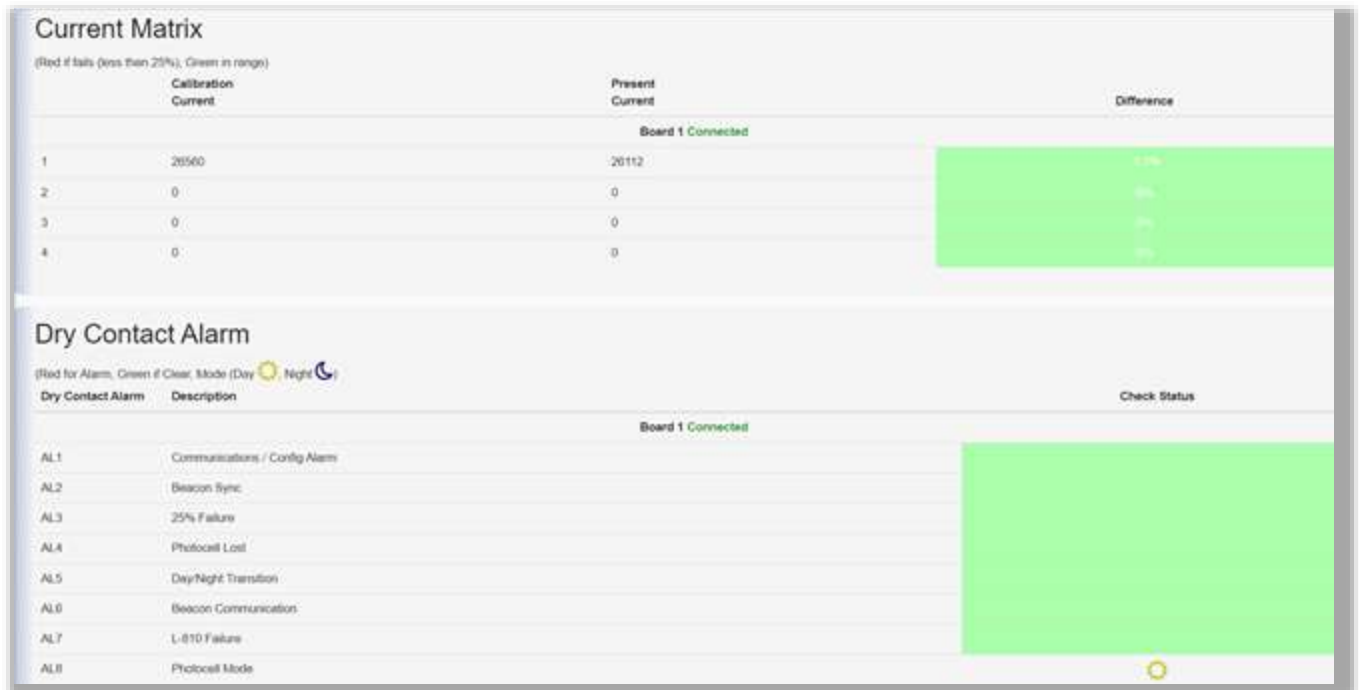 Current Matrix
(Red if fails (less than 25%), Green in range)
Calibration Current Present Current Difference
Board 1 Connected
1 26560 26112
2 0 0 0%
3 0 0 0%
4 0 0 0%
Dry Contact Alarm
(Red for Alarm, Green if Clear, Mode (Day , Night )
Dry Contact Alarm Description Check Status
Board 1 Connected
AL1 Communications / Config Alarm
AL2 Beacon Sync
AL3 25% Failure
AL4 Photocell Lost
AL5 Day/Night Transition
AL6 Beacon Communication
AL7 L-810 Failure
AL8 Photocell Mode